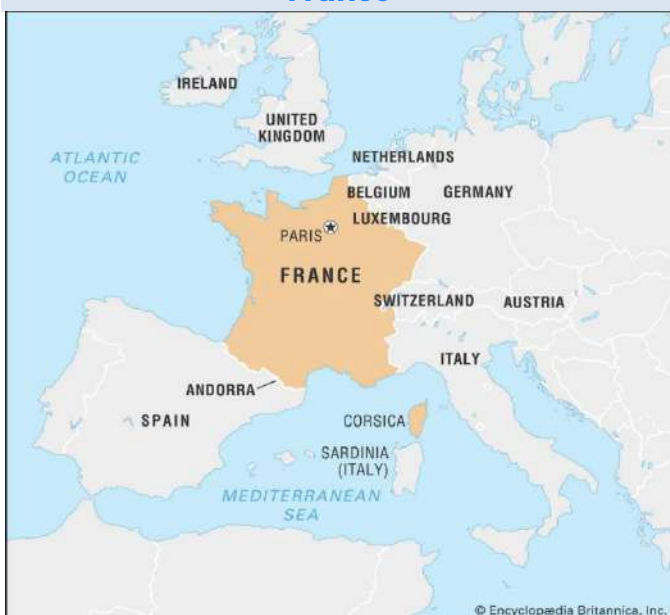 France
IRELAND
UNITED
KINGDOM
ATLANTIC
OCEAN
NETHERLANDS
BELGIUM
GERMANY
LUXEMBOURG
PARIS
FRANCE
SWITZERLAND
AUSTRIA
ITALY
ANDORRA
SPAIN
CORSICA
SARDINIA
(ITALY)
MEDITERRANEAN
SEA
© Encyclopædia Britannica, Inc.